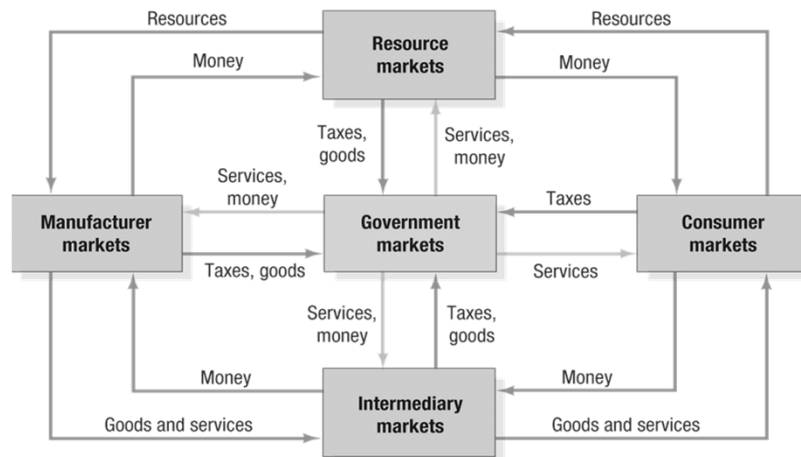 Resources
Resources
Resource
markets
Money
Money
Taxes,
goods
Services,
money
Services,
money
Taxes
Manufacturer
markets
Government
markets
Consumer
markets
Taxes, goods
Services
Services,
money
Taxes,
goods
Money
Money
Intermediary
markets
Goods and services
Goods and services